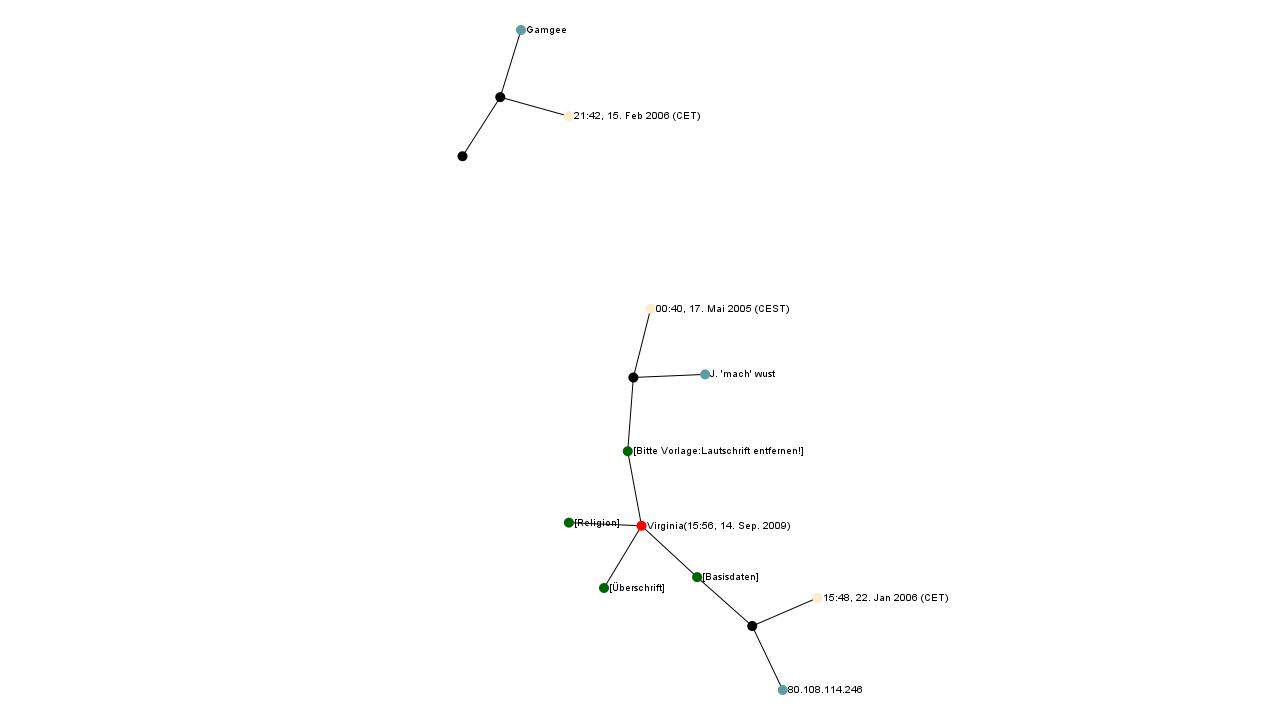 Gamgee
21:42, 15. Feb 2006 (CET)
00:40, 17. Mai 2005 (CEST)
J. 'mach' wust
[Bitte Vorlage:Lautschrift entfernen!]
[Religion]
Virginia(15:56, 14. Sep. 2009)
[Basisdaten]
[Überschrift]
15:48, 22. Jan 2006 (CET)
80.108.114.246